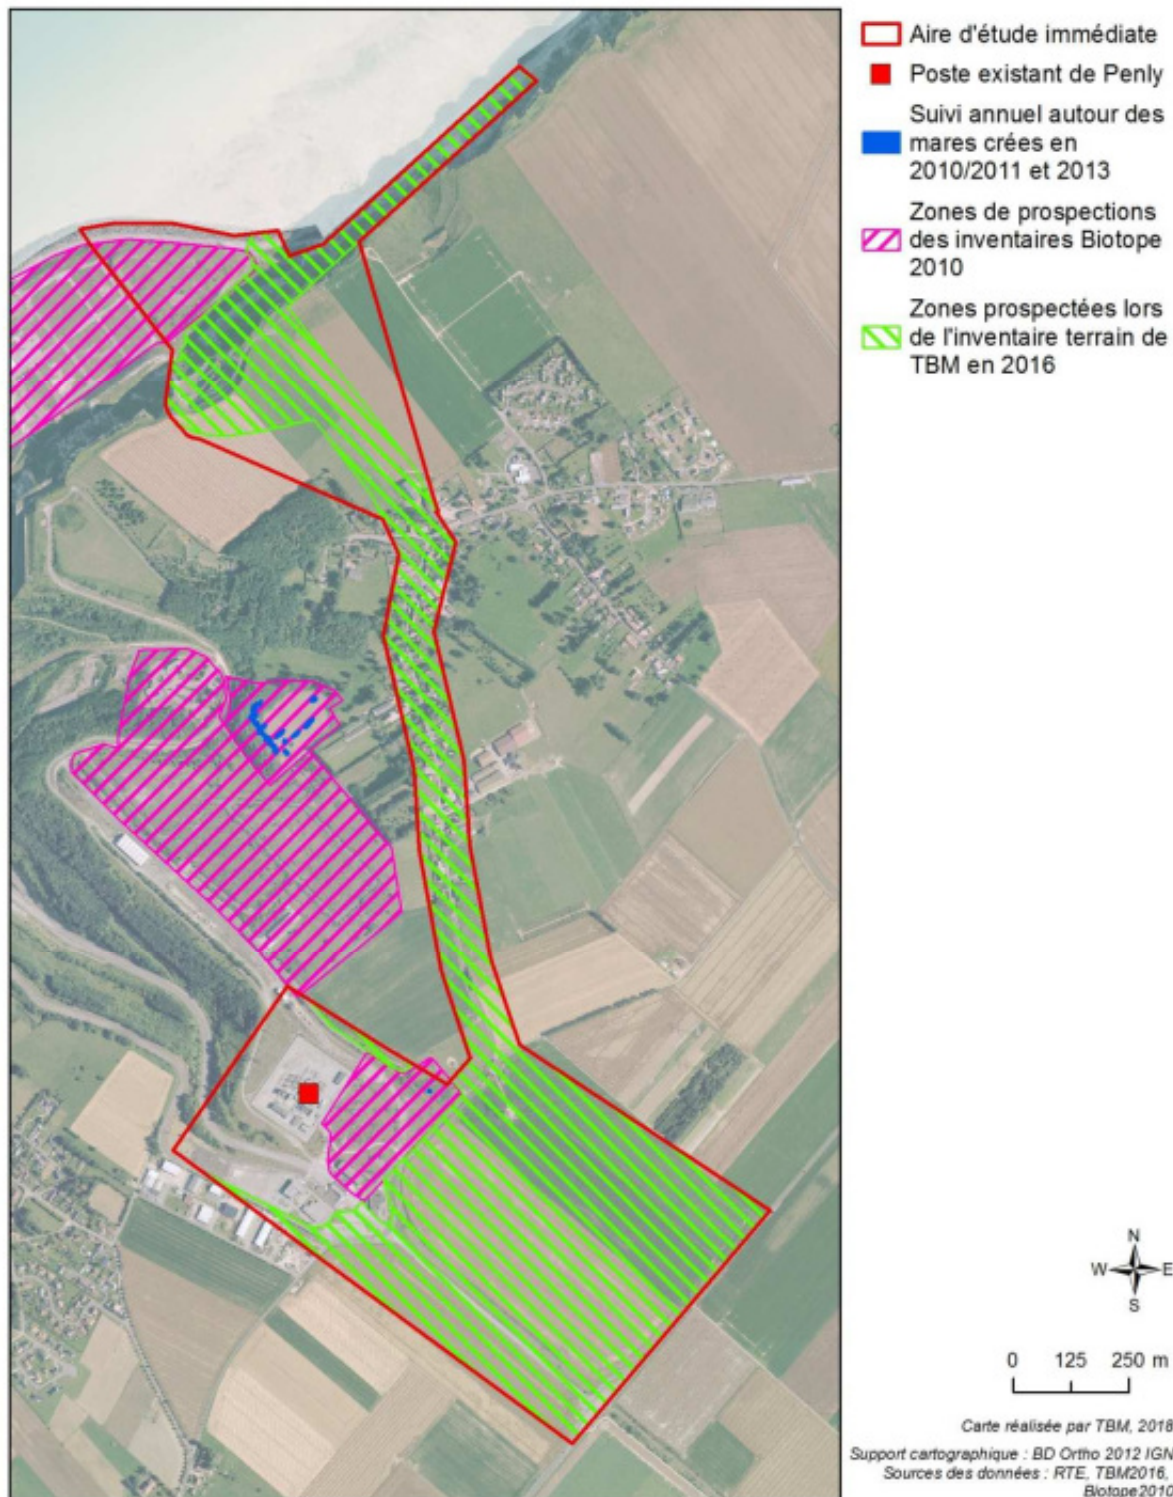 Aire d'étude immédiate
Poste existant de Penly
Suivi annuel autour des
mares crées en
2010/2011 et 2013
Zones de prospections
des inventaires Biotope
2010
Zones prospectées lors
de l'inventaire terrain de
TBM en 2016
N
W E
S
0 125 250 m
Carte réalisée par TBM, 2018
Support cartographique : BD Ortho 2012 IGN
Sources des données : RTE, TBM2016,
Biotope2010